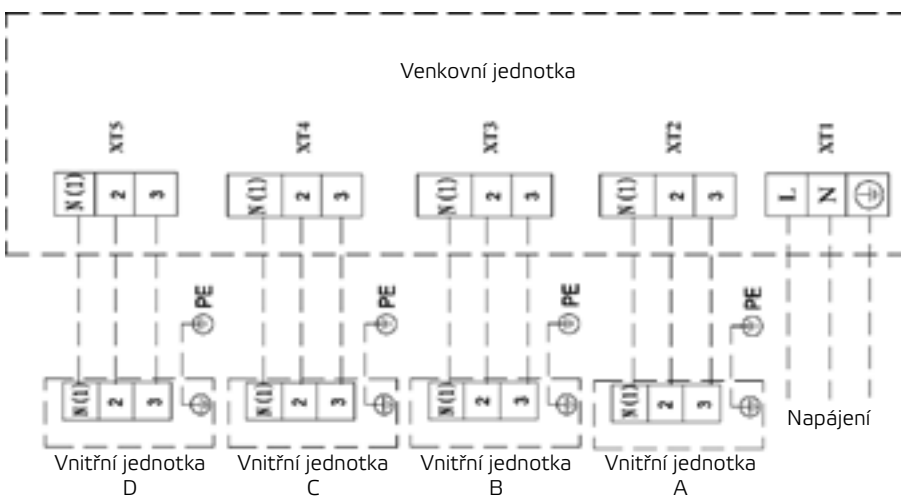 Venkovní jednotka
XT5 XT4 XT3 XT2 XT1
N(1) 2 3 N(1) 2 3 N(1) 2 3 N(1) 2 3 L N
PE PE PE PE
N(1) 2 3 N(1) 2 3 N(1) 2 3 N(1) 2 3
Napájení
Vnitřní jednotka Vnitřní jednotka Vnitřní jednotka Vnitřní jednotka
D C B A